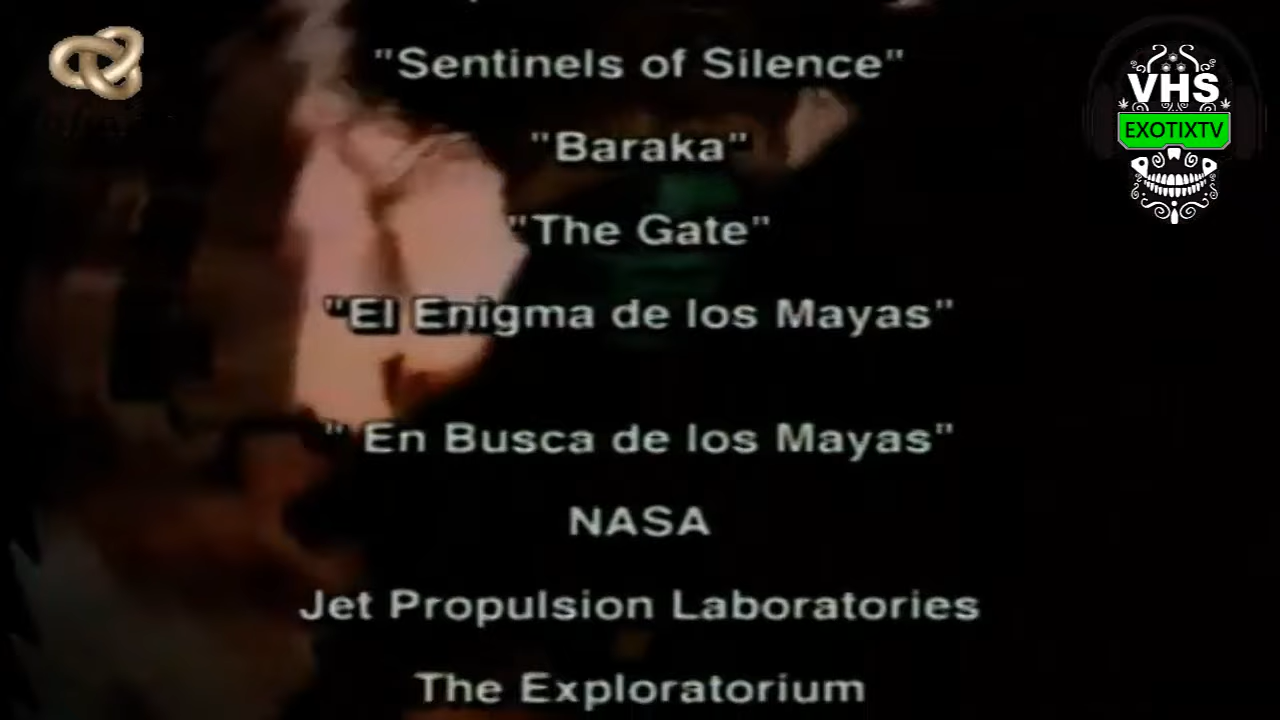 VHS
EXOTIXTV
"Sentinels of Silence"
"Baraka"
"The Gate"
"El Enigma de los Mayas"
" En Busca de los Mayas"
NASA
Jet Propulsion Laboratories
The Exploratorium